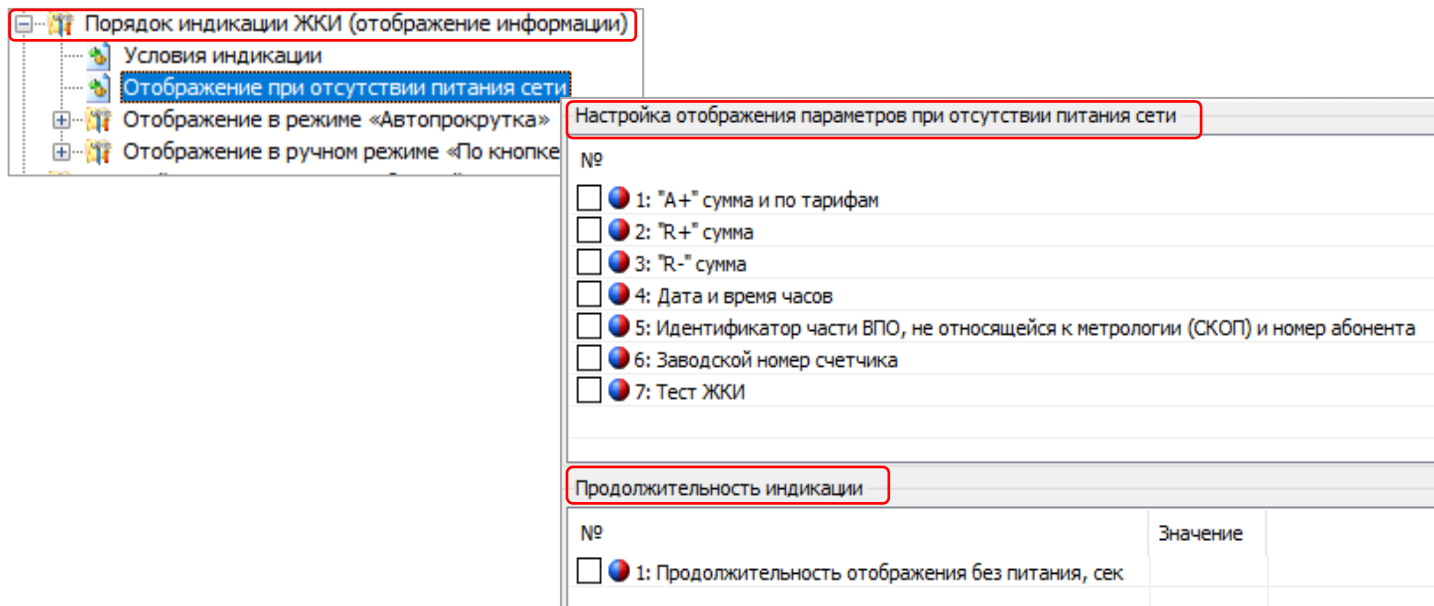 Порядок индикации ЖКИ (отображение информации)
Условия индикации
Отображение при отсутствии питания сети
Отображение в режиме «Автопрокрутка»
Отображение в ручном режиме «По кнопке
Настройка отображения параметров при отсутствии питания сети
№
1: "A+" сумма и по тарифам
2: "R+" сумма
3: "R-" сумма
4: Дата и время часов
5: Идентификатор части ВПО, не относящейся к метрологии (СКОП) и номер абонента
6: Заводской номер счетчика
7: Тест ЖКИ
Продолжительность индикации
№ Значение
1: Продолжительность отображения без питания, сек